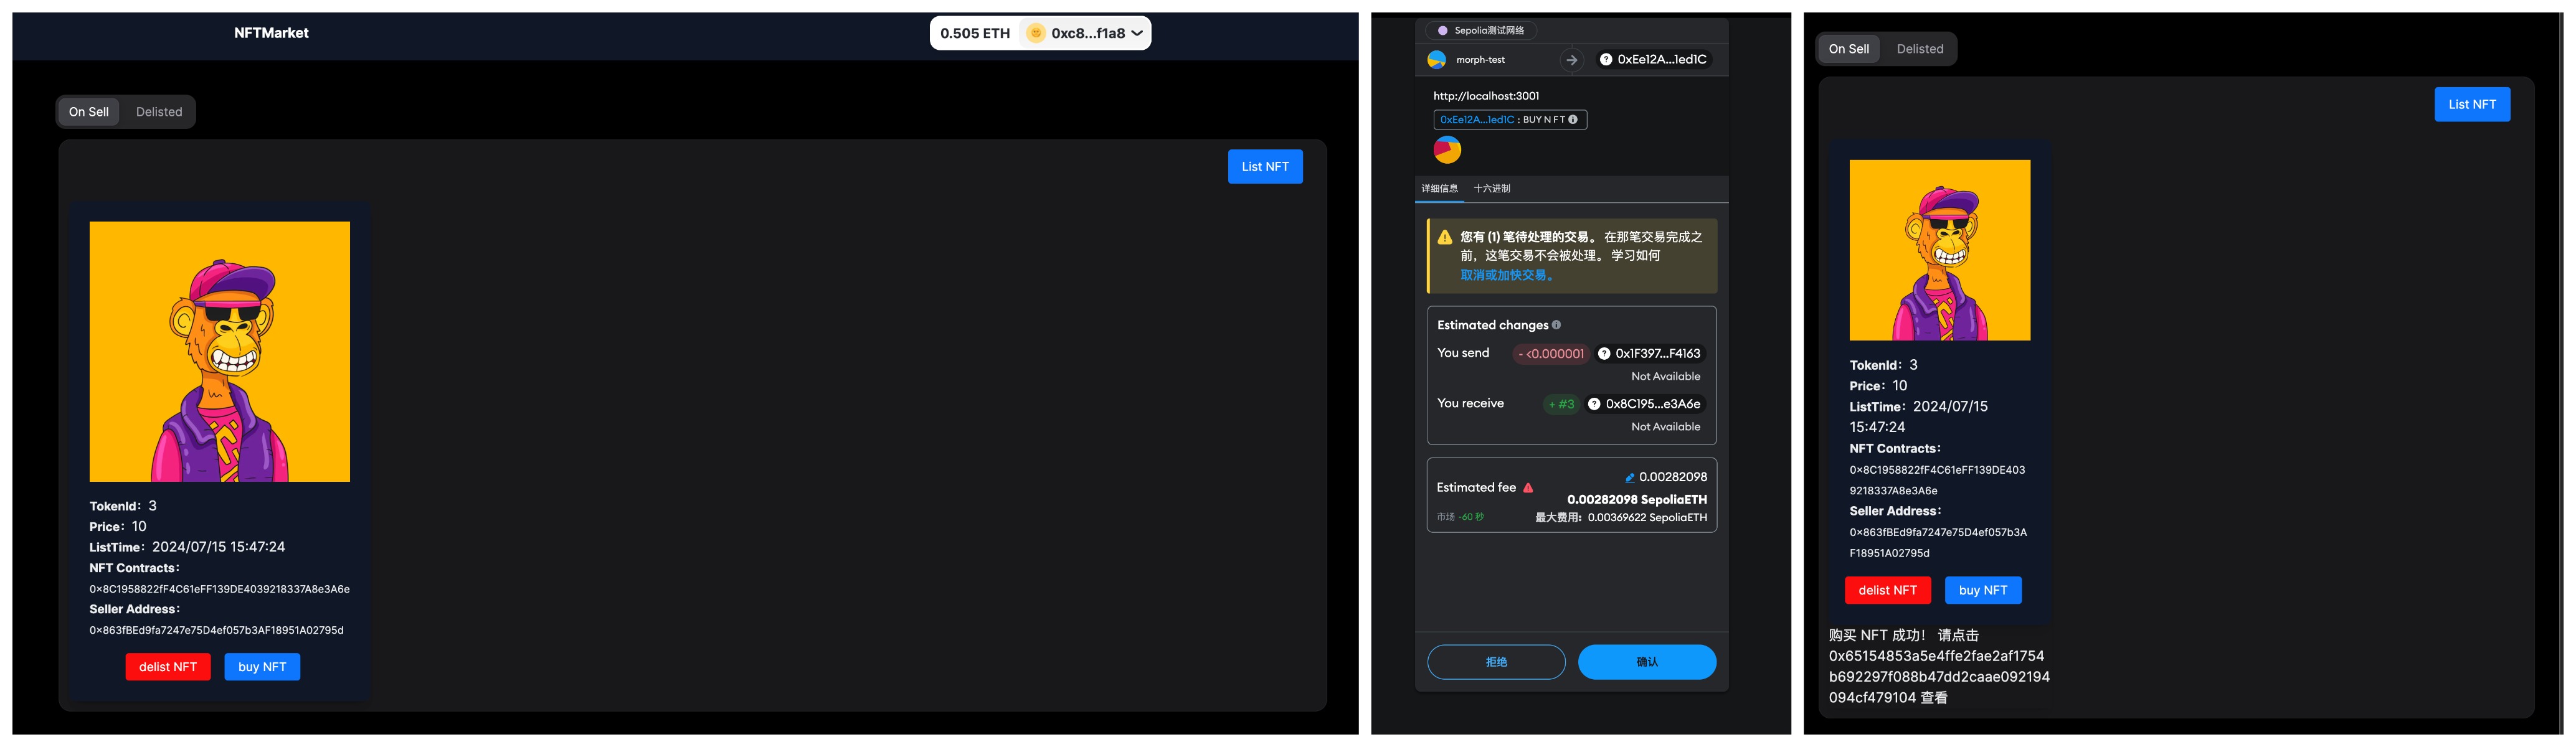 NFTMarket
0.505 ETH 0xc8...f1a8
On Sell Delisted
List NFT
TokenId： 3
Price： 10
ListTime： 2024/07/15 15:47:24
NFT Contracts：
0x8C1958822fF4C61eFF139DE4039218337A8e3A6e
Seller Address：
0x863fBEd9fa7247e75D4ef057b3AF18951A02795d
delist NFT buy NFT
Sepolia测试网络
morph-test 0xEe12A...1ed1C
http://localhost:3001
0xEe12A...1ed1C : BUY N F T
详细信息 十六进制
您有 (1) 笔待处理的交易。 在那笔交易完成之
前，这笔交易不会被处理。 学习如何
取消或加快交易。
Estimated changes
You send - <0.000001 ? 0x1F397...F4163
Not Available
You receive + #3 ? 0x8C195...e3A6e
Not Available
0.00282098
Estimated fee
0.00282098 SepoliaETH
市场 ~60 秒 最大费用: 0.00369622 SepoliaETH
拒绝 确认
On Sell Delisted
List NFT
TokenId： 3
Price： 10
ListTime： 2024/07/15
15:47:24
NFT Contracts：
0x8C1958822fF4C61eFF139DE403
9218337A8e3A6e
Seller Address：
0x863fBEd9fa7247e75D4ef057b3A
F18951A02795d
delist NFT buy NFT
购买 NFT 成功！ 请点击
0x65154853a5e4ffe2fae2af1754
b692297f088b47dd2caae092194
094cf479104 查看